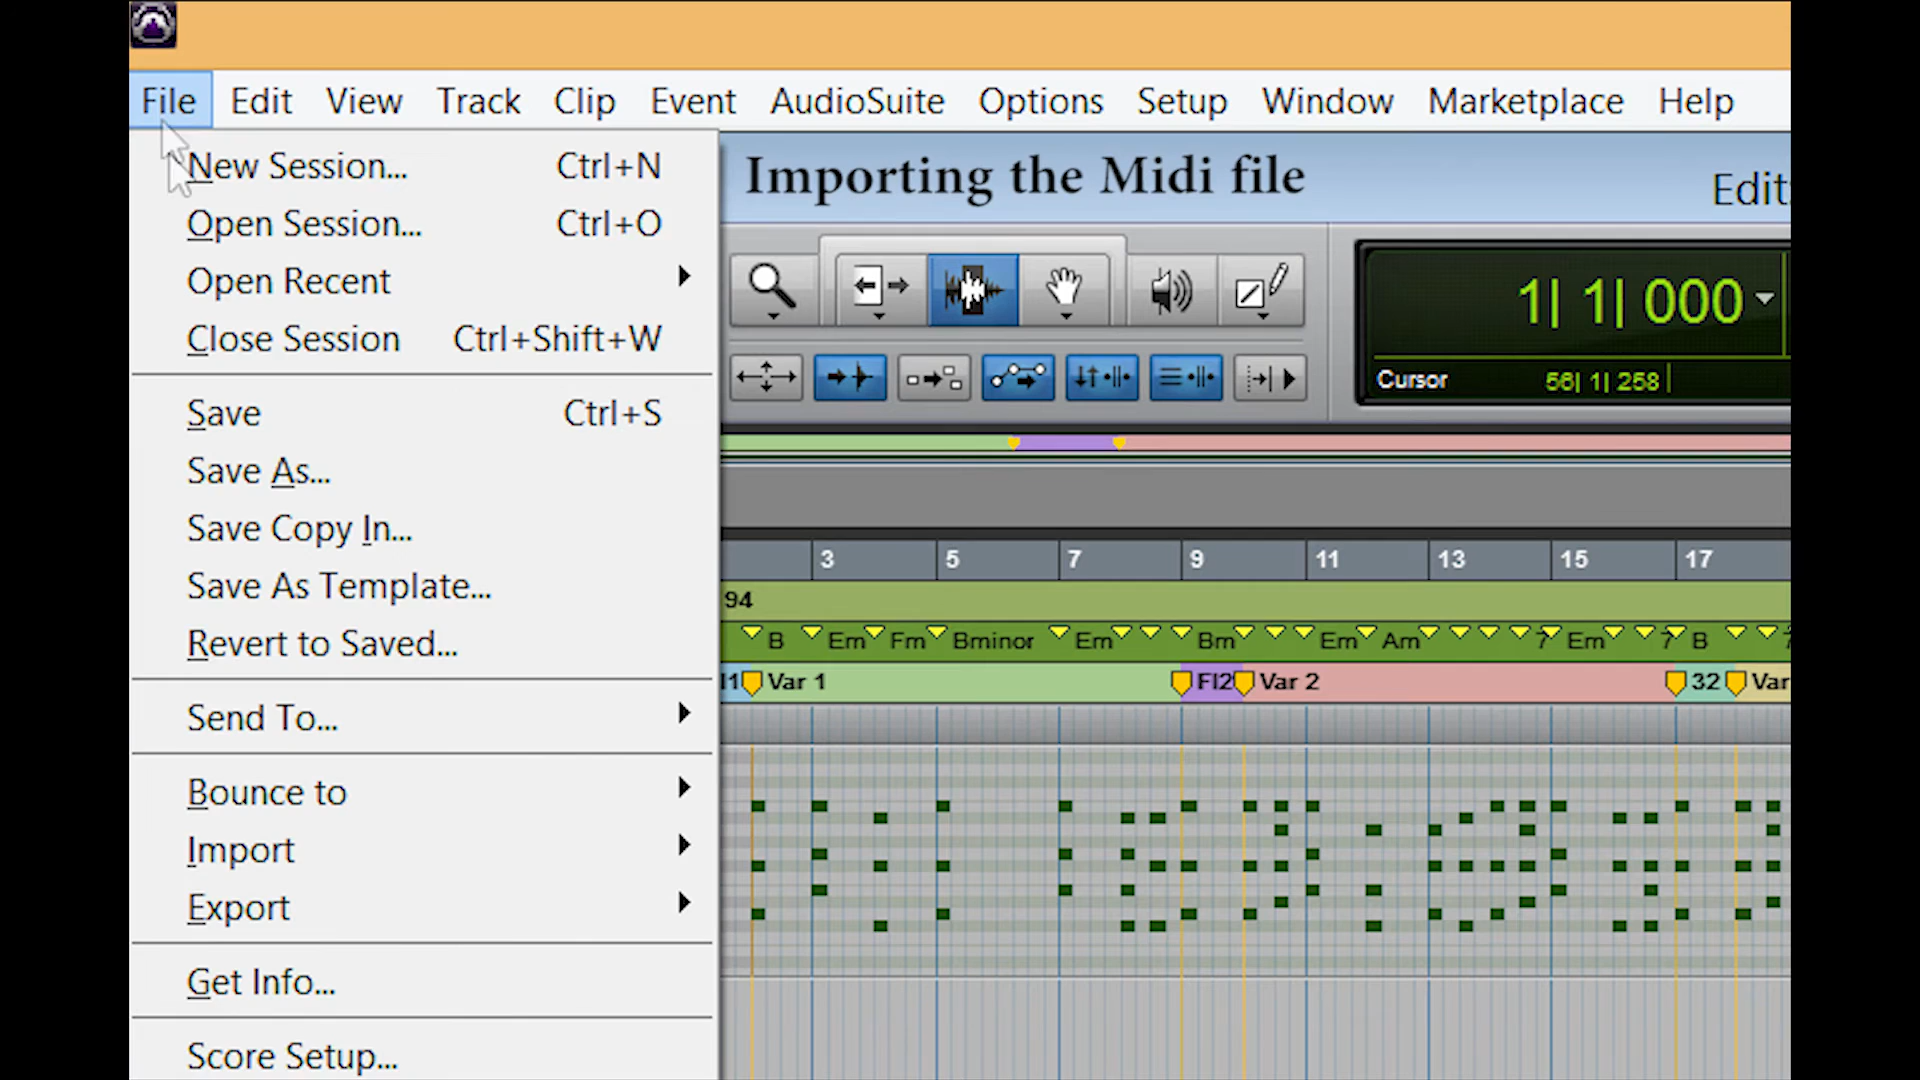 File Edit View Track Clip Event AudioSuite Options Setup Window Marketplace Help
New Session... Ctrl+N
Open Session... Ctrl+O
Open Recent
Close Session Ctrl+Shift+W
Save Ctrl+S
Save As...
Save Copy In...
Save As Template...
Revert to Saved...
Send To...
Bounce to
Import
Export
Get Info...
Score Setup...
Importing the Midi file
Edit:
1| 1| 000
Cursor 56| 1| 258
3 5 7 9 11 13 15 17
94
B Em Fm Bminor Em Bm Em Am 7 Em 7 B 7
Var 1 Fl2 Var 2 32 Var